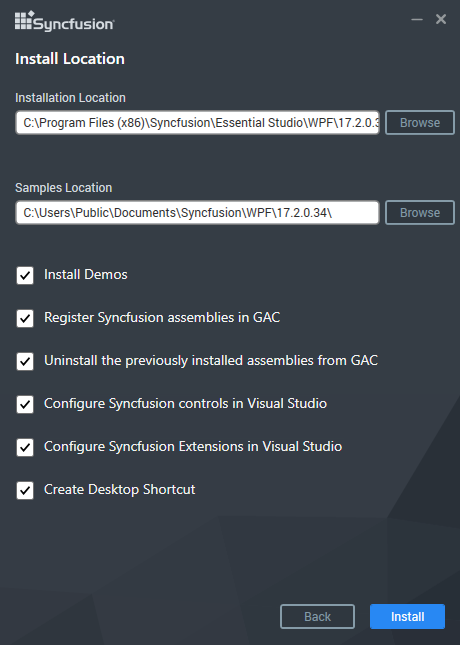 Syncfusion
Install Location
Installation Location
C:\Program Files (x86)\Syncfusion\Essential Studio\WPF\17.2.0.3
Browse
Samples Location
C:\Users\Public\Documents\Syncfusion\WPF\17.2.0.34\
Browse
Install Demos
Register Syncfusion assemblies in GAC
Uninstall the previously installed assemblies from GAC
Configure Syncfusion controls in Visual Studio
Configure Syncfusion Extensions in Visual Studio
Create Desktop Shortcut
Back
Install